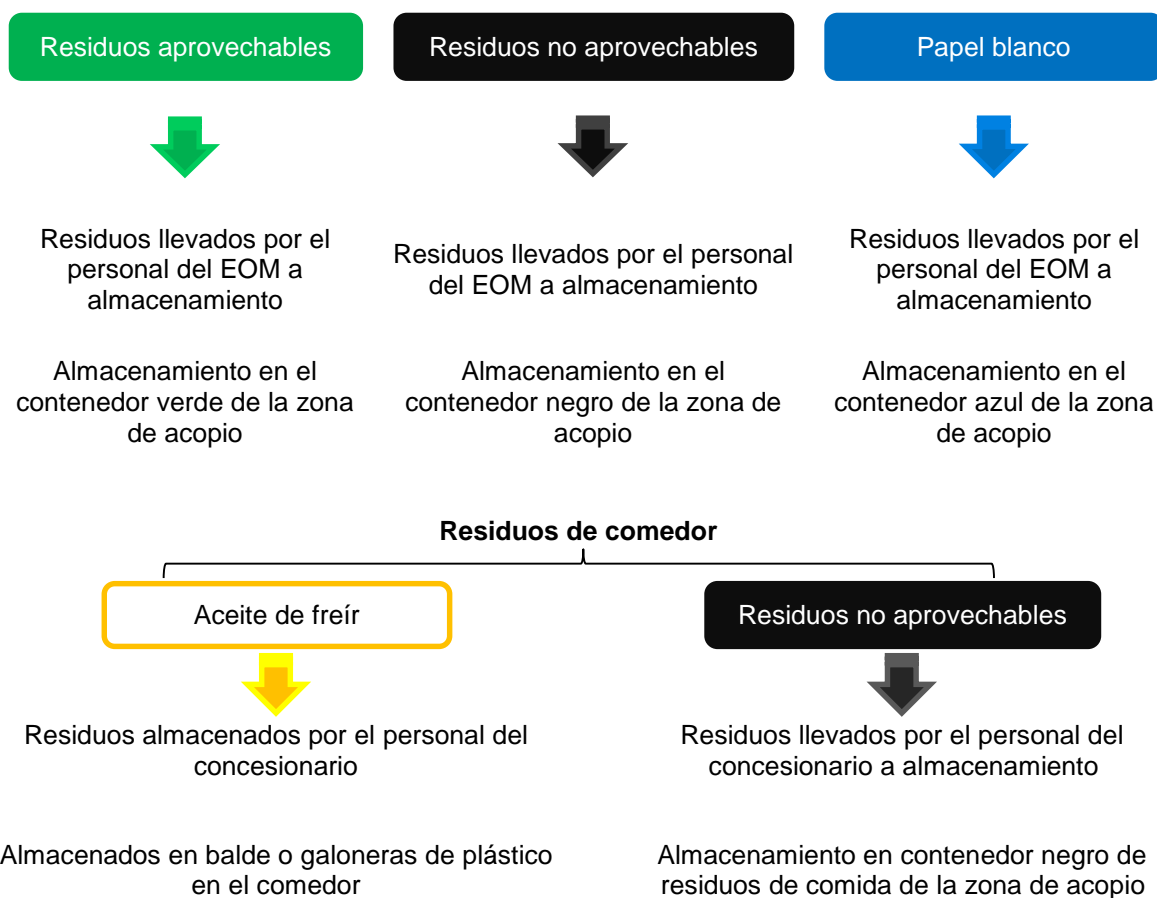 Residuos aprovechables
Residuos no aprovechables
Papel blanco
Residuos llevados por el
personal del EOM a
almacenamiento
Residuos llevados por el personal
del EOM a almacenamiento
Residuos llevados por el
personal del EOM a
almacenamiento
Almacenamiento en el
contenedor verde de la zona
de acopio
Almacenamiento en el
contenedor negro de la zona de
acopio
Almacenamiento en el
contenedor azul de la zona
de acopio
Residuos de comedor
Aceite de freír
Residuos no aprovechables
Residuos almacenados por el personal del
concesionario
Residuos llevados por el personal del
concesionario a almacenamiento
Almacenados en balde o galoneras de plástico
en el comedor
Almacenamiento en contenedor negro de
residuos de comida de la zona de acopio